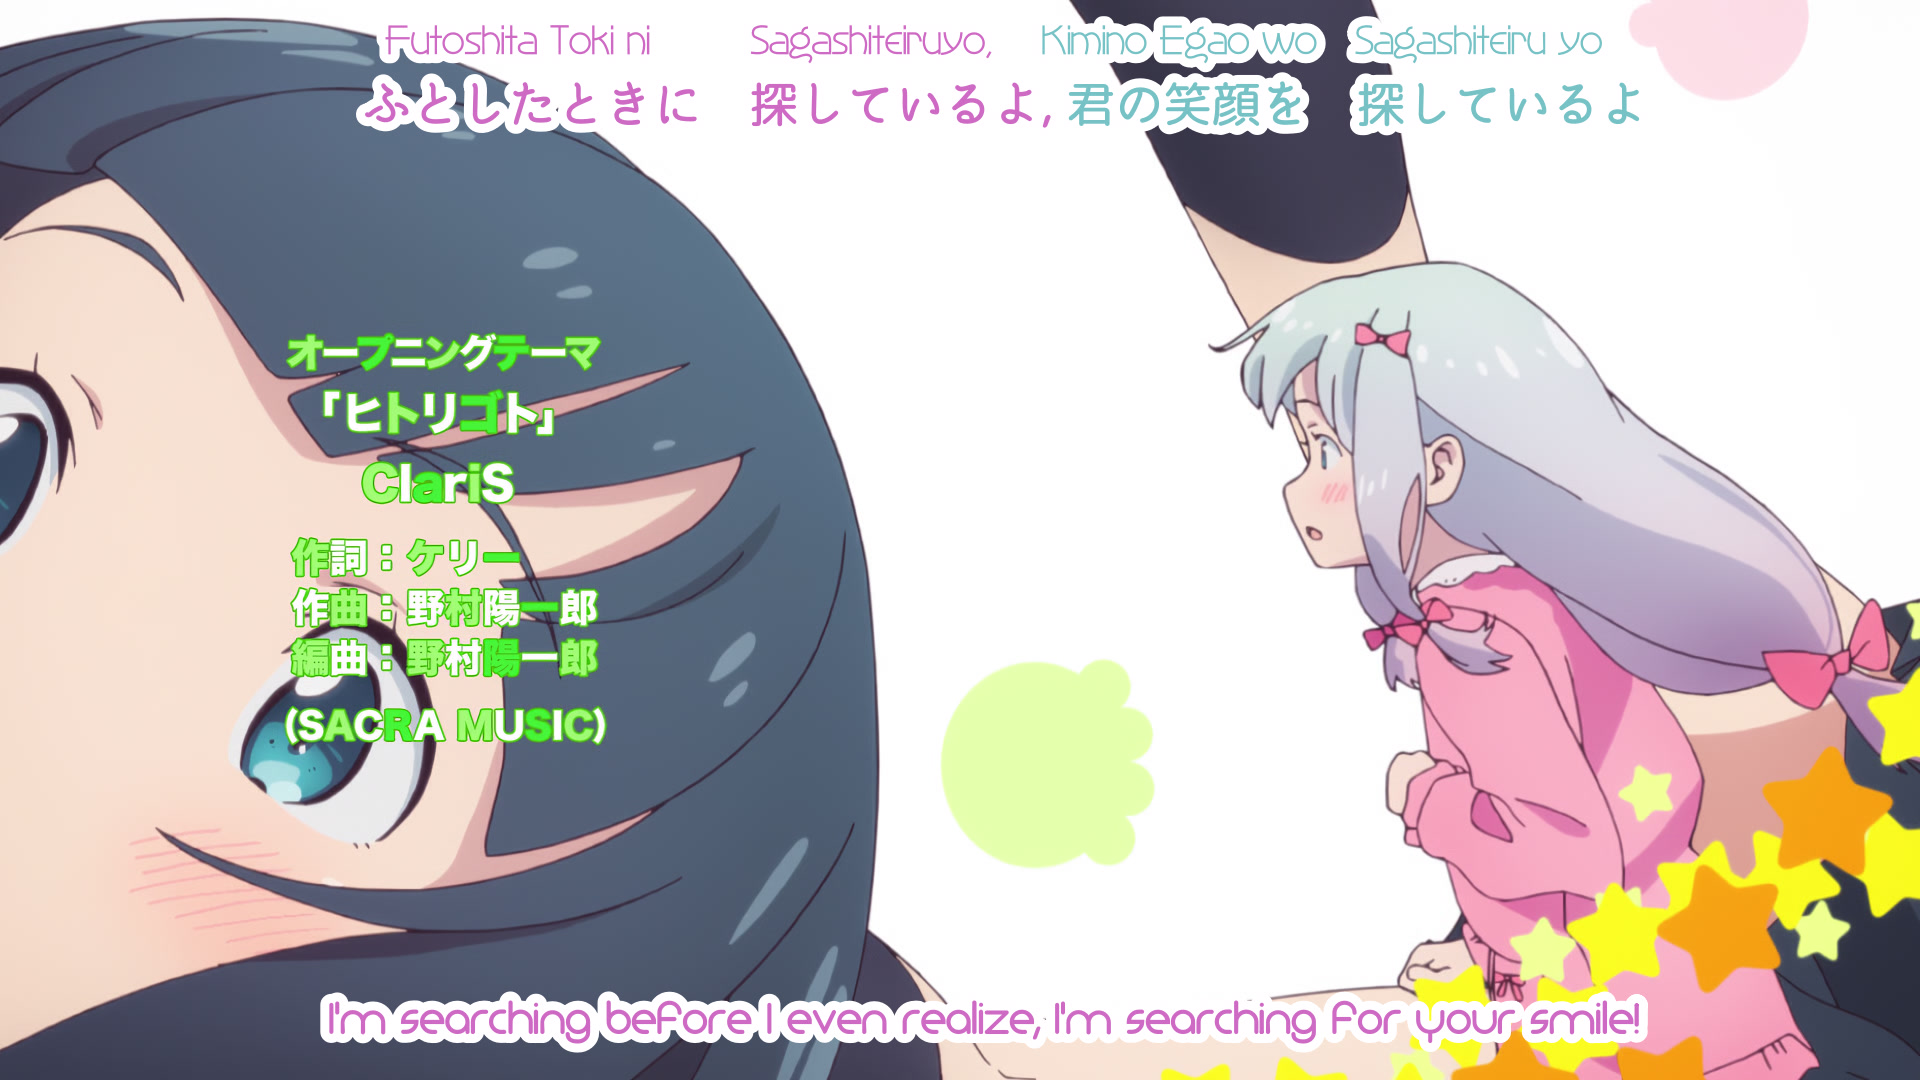 Futoshita Toki ni Sagashiteiruyo, Kimino Egao wo Sagashiteiru yo
ふとしたときに 探しているよ, 君の笑顔を 探しているよ
オープニングテーマ
「ヒトリゴト」
ClariS
作詞：ケリー
作曲：野村陽一郎
編曲：野村陽一郎
(SACRA MUSIC)
I'm searching before I even realize, I'm searching for your smile!